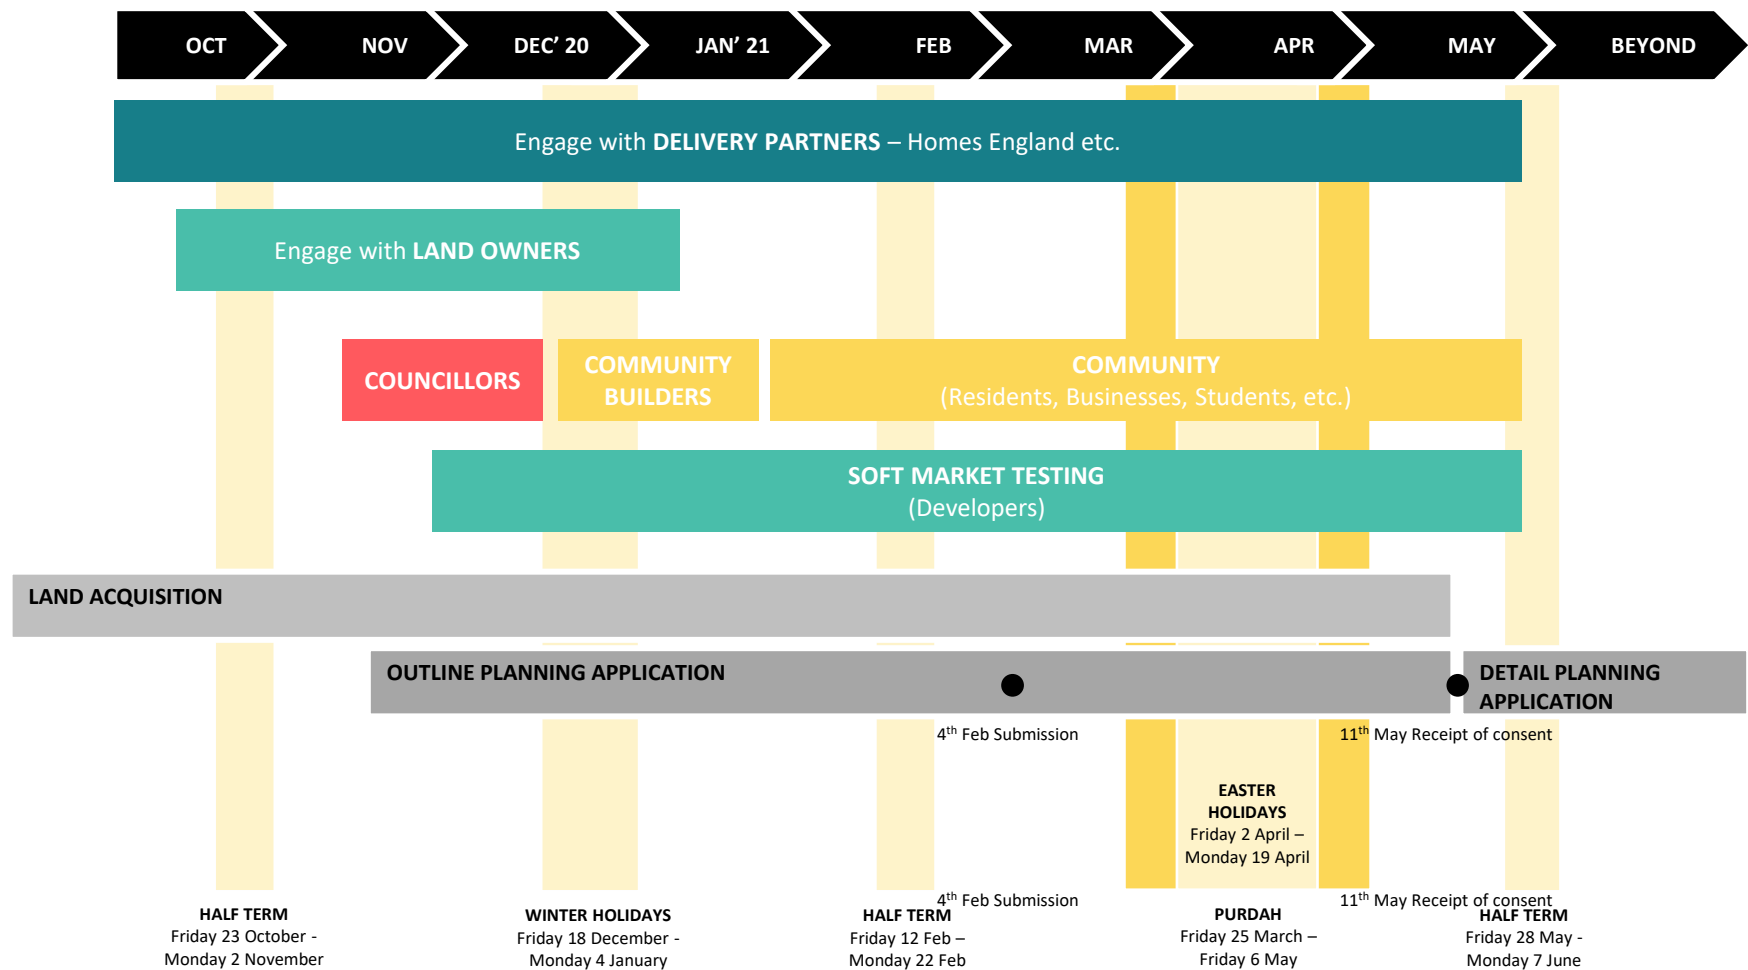 OCT
NOV
DEC’ 20
JAN’ 21
FEB
MAR
APR
MAY
BEYOND
Engage with DELIVERY PARTNERS – Homes England etc.
Engage with LAND OWNERS
COUNCILLORS
COMMUNITY
BUILDERS
COMMUNITY
(Residents, Businesses, Students, etc.)
SOFT MARKET TESTING
(Developers)
LAND ACQUISITION
OUTLINE PLANNING APPLICATION
DETAIL PLANNING
APPLICATION
4th Feb Submission
11th May Receipt of consent
EASTER
HOLIDAYS
Friday 2 April –
Monday 19 April
4th Feb Submission
11th May Receipt of consent
HALF TERM
Friday 23 October -
Monday 2 November
WINTER HOLIDAYS
Friday 18 December -
Monday 4 January
HALF TERM
Friday 12 Feb –
Monday 22 Feb
PURDAH
Friday 25 March –
Friday 6 May
HALF TERM
Friday 28 May -
Monday 7 June